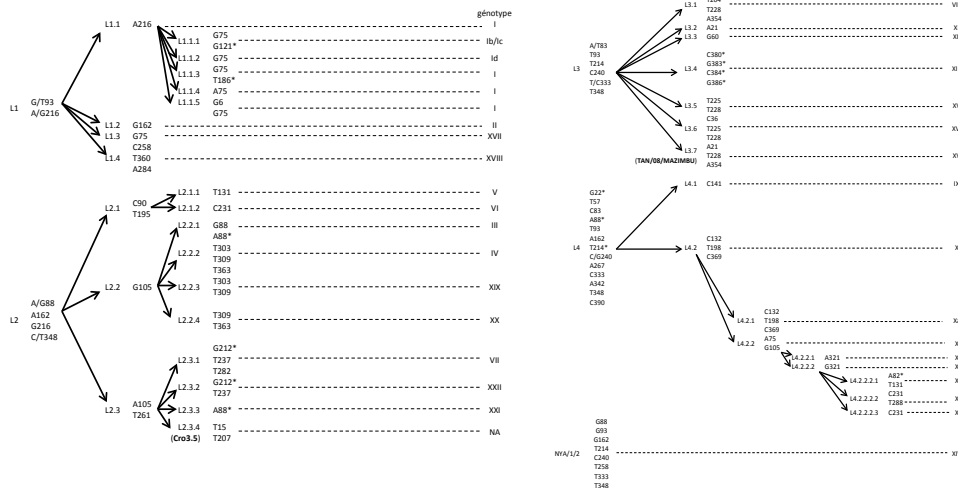 génotype
L1.1 A216 I
L1.1.1 G75 Ib/Ic
G121*
L1.1.2 G75 Id
G75
L1.1.3 I
T186*
L1.1.4 A75 I
L1.1.5 G6 I
G75
L1 G/T93
A/G216
L1.2 G162 II
L1.3 G75 XVII
C258
L1.4 T360 XVIII
A284
L2.1 C90
T195
L2.1.1 T131 V
L2.1.2 C231 VI
L2.2.1 G88 III
A88*
T303
L2.2.2 T309 IV
T363
T303
L2.2 G105
L2.2.3 T309 XIX
A/G88
L2 A162
G216
C/T348
L2.2.4 T309 XX
T363
G212*
L2.3.1 T237 VII
T282
G212*
L2.3.2 T237 XXII
L2.3 A105
T261
L2.3.3 A88* XXI
L2.3.4 T15 NA
(Cro3.5) T207
L3.1
T228
A354
L3.2 A21
L3.3 G60
A/T83
T93
T214
L3 C240
T/C333
T348
C380*
G383*
L3.4 C384*
G386*
L3.5 T225
T228
C36
L3.6 T225
T228
A21
L3.7 T228
(TAN/08/MAZIMBU) A354
L4.1 C141
G22*
T57
C83
A88*
T93
A162
L4 T214*
C/G240
A267
C333
A342
T348
C390
C132
L4.2 T198
C369
C132
L4.2.1 T198
C369
L4.2.2 A75
G105
L4.2.2.1 A321
L4.2.2.2 G321
L4.2.2.2.1 A82*
T131
C231
L4.2.2.2.2 T288
L4.2.2.2.3 C231
G88
G93
G162
T214
NYA/1/2 C240
T258
T333
T348